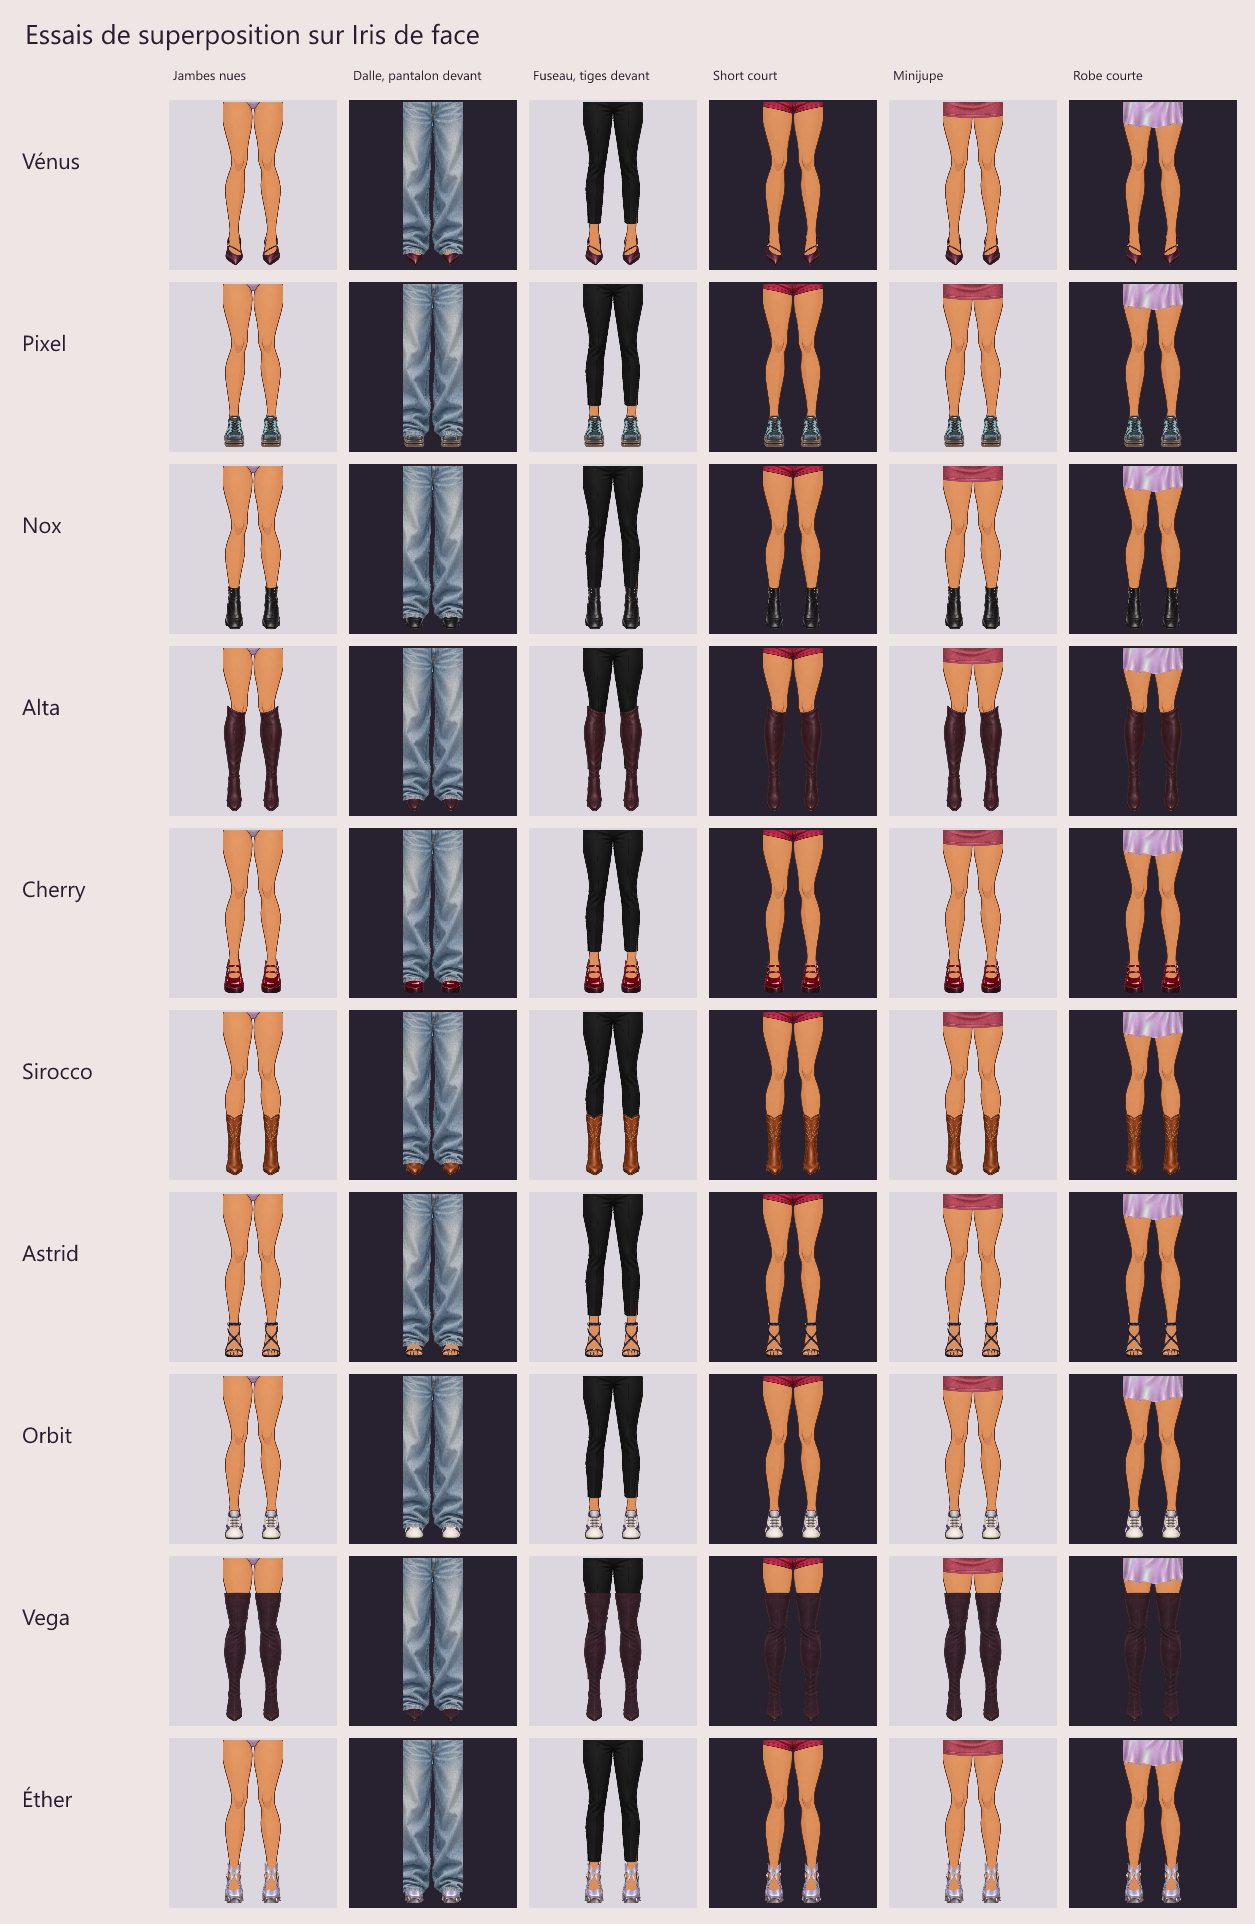 Essais de superposition sur Iris de face
Jambes nues
Dalle, pantalon devant
Fuseau, tiges devant
Short court
Minijupe
Robe courte
Vénus
Pixel
Nox
Alta
Cherry
Sirocco
Astrid
Orbit
Vega
Éther